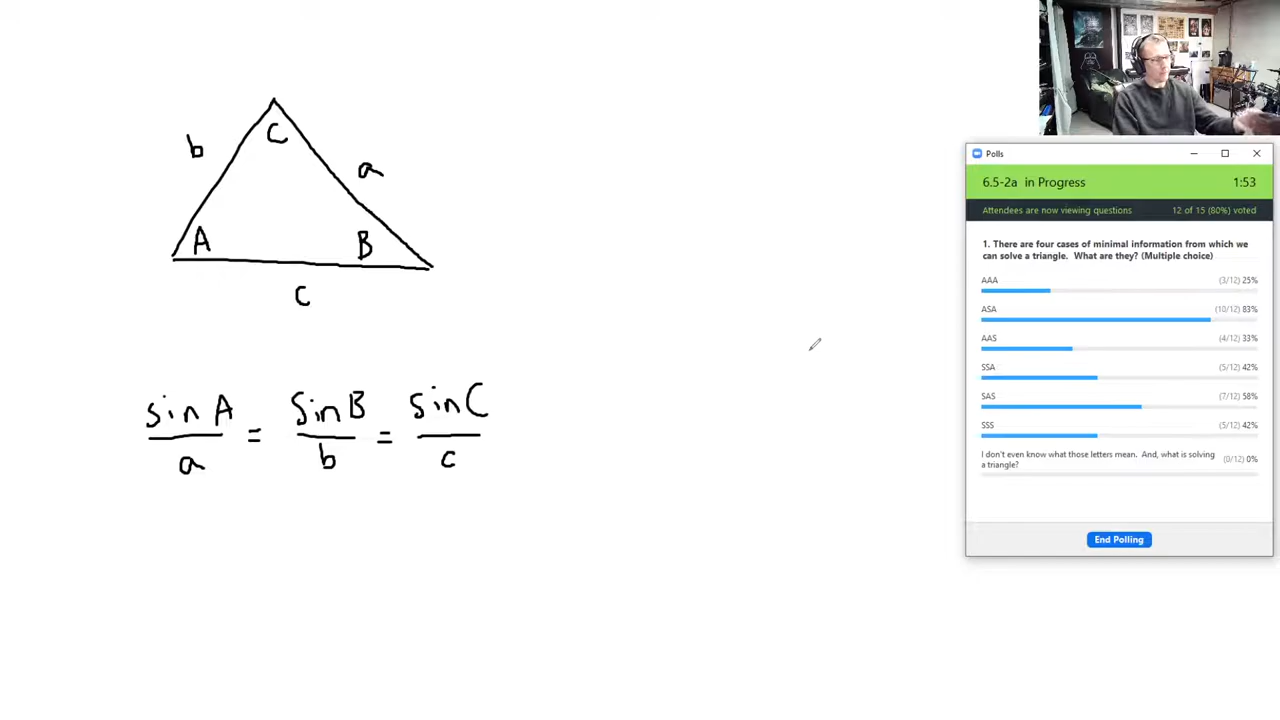 C
b
a
A
B
c
sin A / a = sin B / b = sin C / c
Polls
6.5-2a in Progress 1:53
Attendees are now viewing questions 12 of 15 (80%) voted
1. There are four cases of minimal information from which we
can solve a triangle. What are they? (Multiple choice)
AAA (3/12) 25%
ASA (10/12) 83%
AAS (4/12) 33%
SSA (5/12) 42%
SAS (7/12) 58%
SSS (5/12) 42%
I don't even know what those letters mean. And, what is solving
a triangle? (0/12) 0%
End Polling